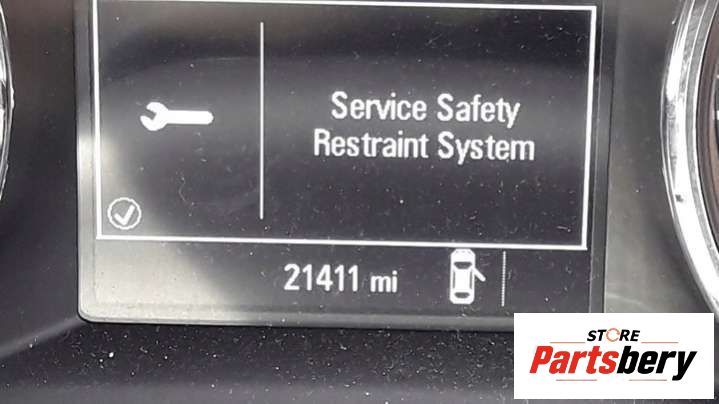 Service Safety
Restraint System
21411 mi
STORE
Partsbery